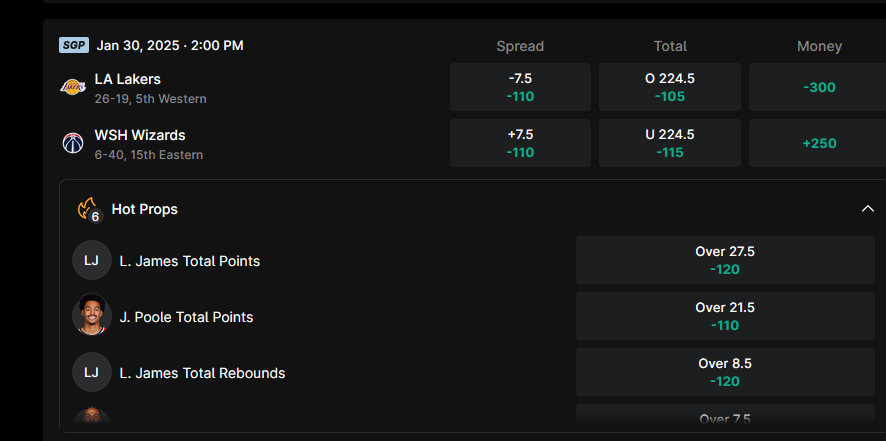 SGP Jan 30, 2025 · 2:00 PM Spread Total Money
LA Lakers
26-19, 5th Western
-7.5
-110
O 224.5
-105
-300
WSH Wizards
6-40, 15th Eastern
+7.5
-110
U 224.5
-115
+250
6 Hot Props
LJ L. James Total Points
Over 27.5
-120
J. Poole Total Points
Over 21.5
-110
LJ L. James Total Rebounds
Over 8.5
-120
Over 7.5